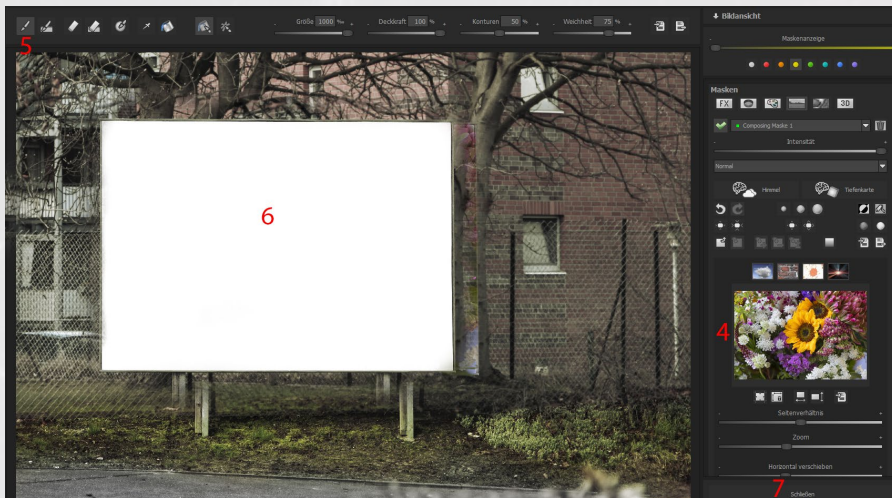 Größe 1000 ‰ Deckkraft 100 % Konturen 50 % Weichheit 75 %
5
6
Bildansicht
Maskenanzeige
Masken
FX 3D
Composing Maske 1
Intensität
Normal
Himmel Tiefenkarte
4
Seitenverhältnis
Zoom
Horizontal verschieben
7
Schließen